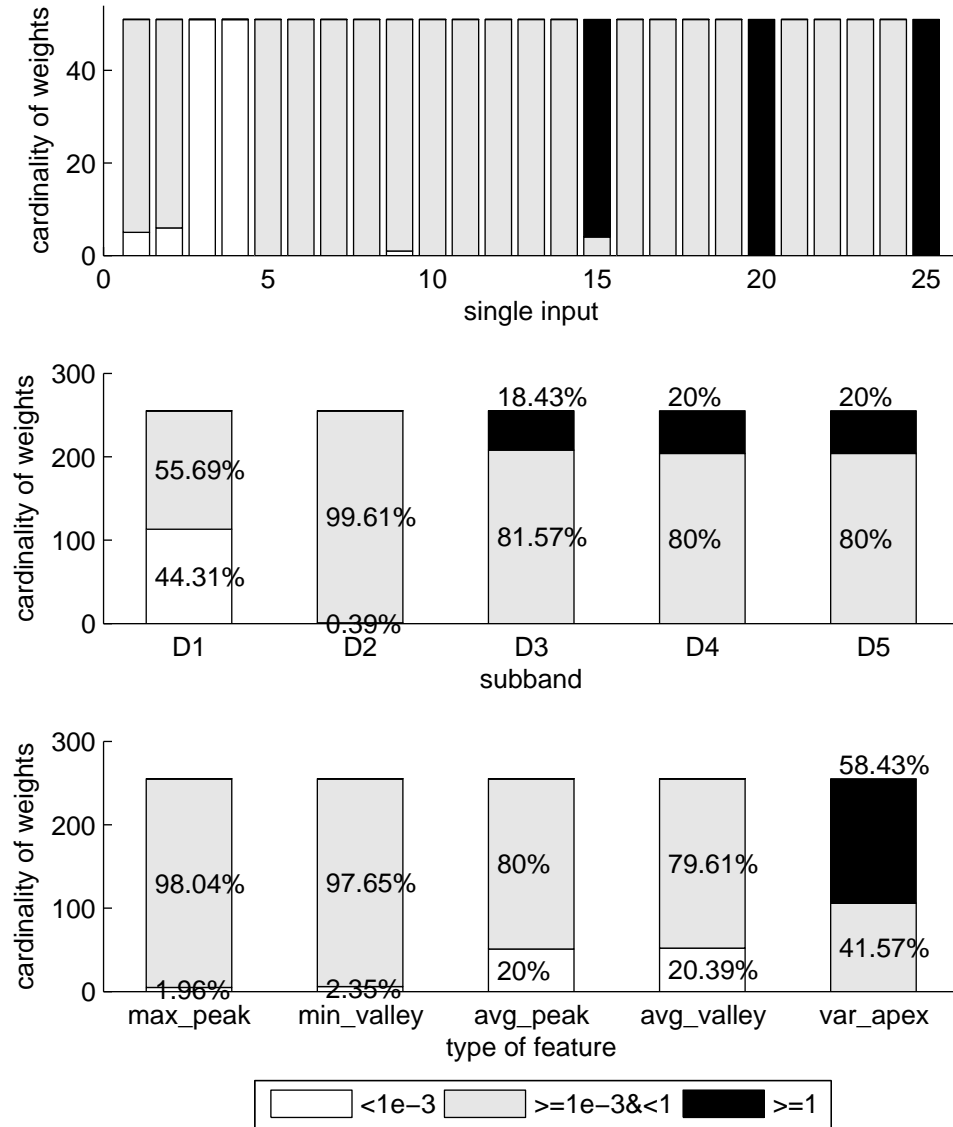 cardinality of weights
40
20
0
0 5 10 15 20 25
single input
cardinality of weights
300
200
100
0
18.43% 20% 20%
55.69% 99.61% 81.57% 80% 80%
44.31% 0.39%
D1 D2 D3 D4 D5
subband
cardinality of weights
300
200
100
0
58.43%
98.04% 97.65% 80% 79.61%
1.96% 2.35% 20% 20.39% 41.57%
max_peak min_valley avg_peak avg_valley var_apex
type of feature
<1e−3 >=1e−3&<1 >=1